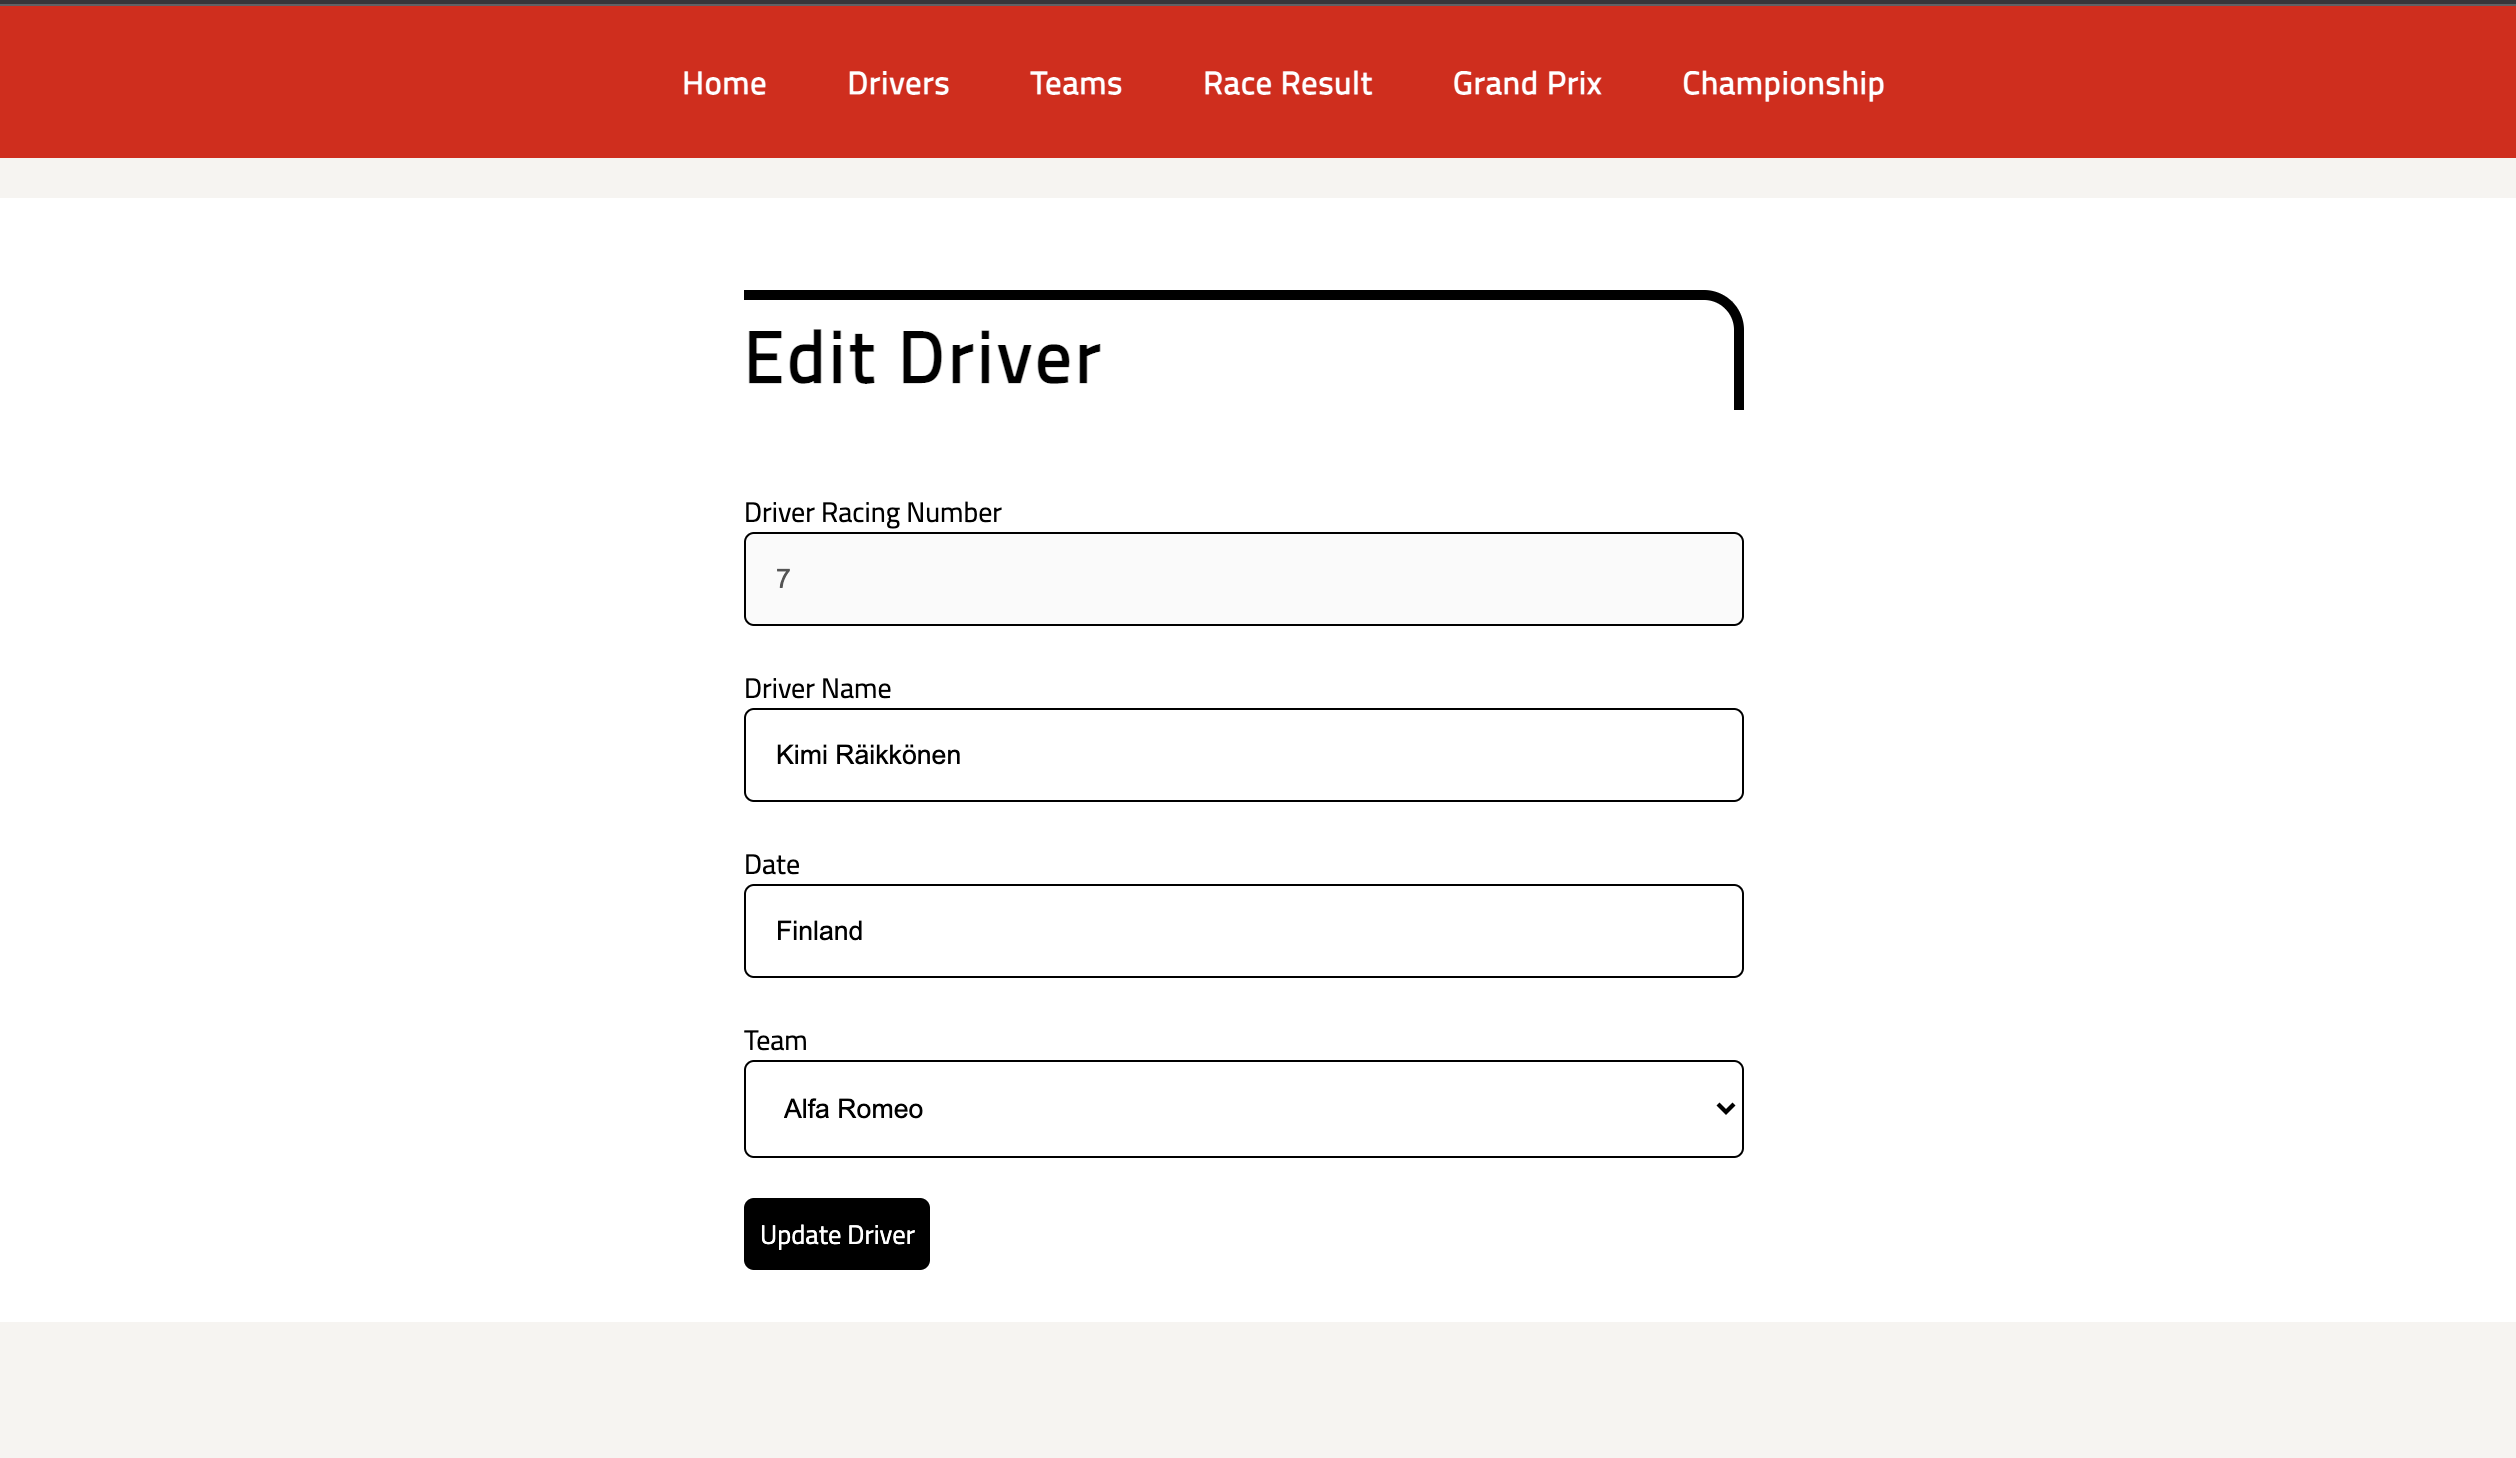 Home Drivers Teams Race Result Grand Prix Championship
Edit Driver
Driver Racing Number
7
Driver Name
Kimi Räikkönen
Date
Finland
Team
Alfa Romeo
Update Driver